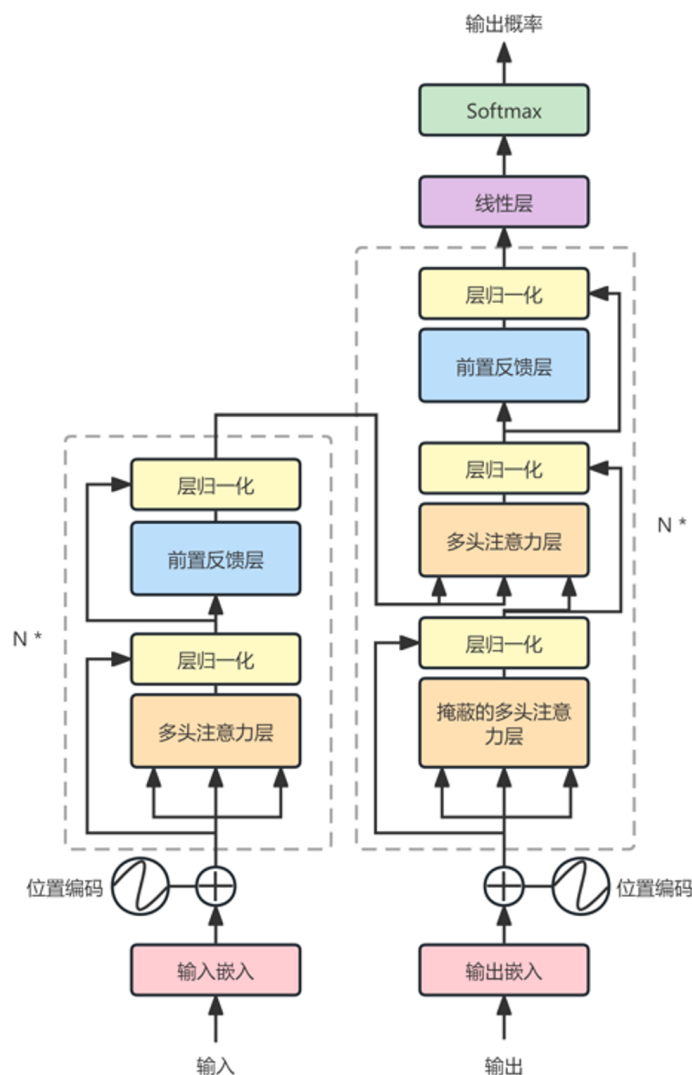 输出概率
Softmax
线性层
层归一化
前置反馈层
层归一化
多头注意力层
N *
层归一化
掩蔽的多头注意
力层
层归一化
前置反馈层
N *
层归一化
多头注意力层
位置编码
位置编码
输入嵌入
输出嵌入
输入
输出